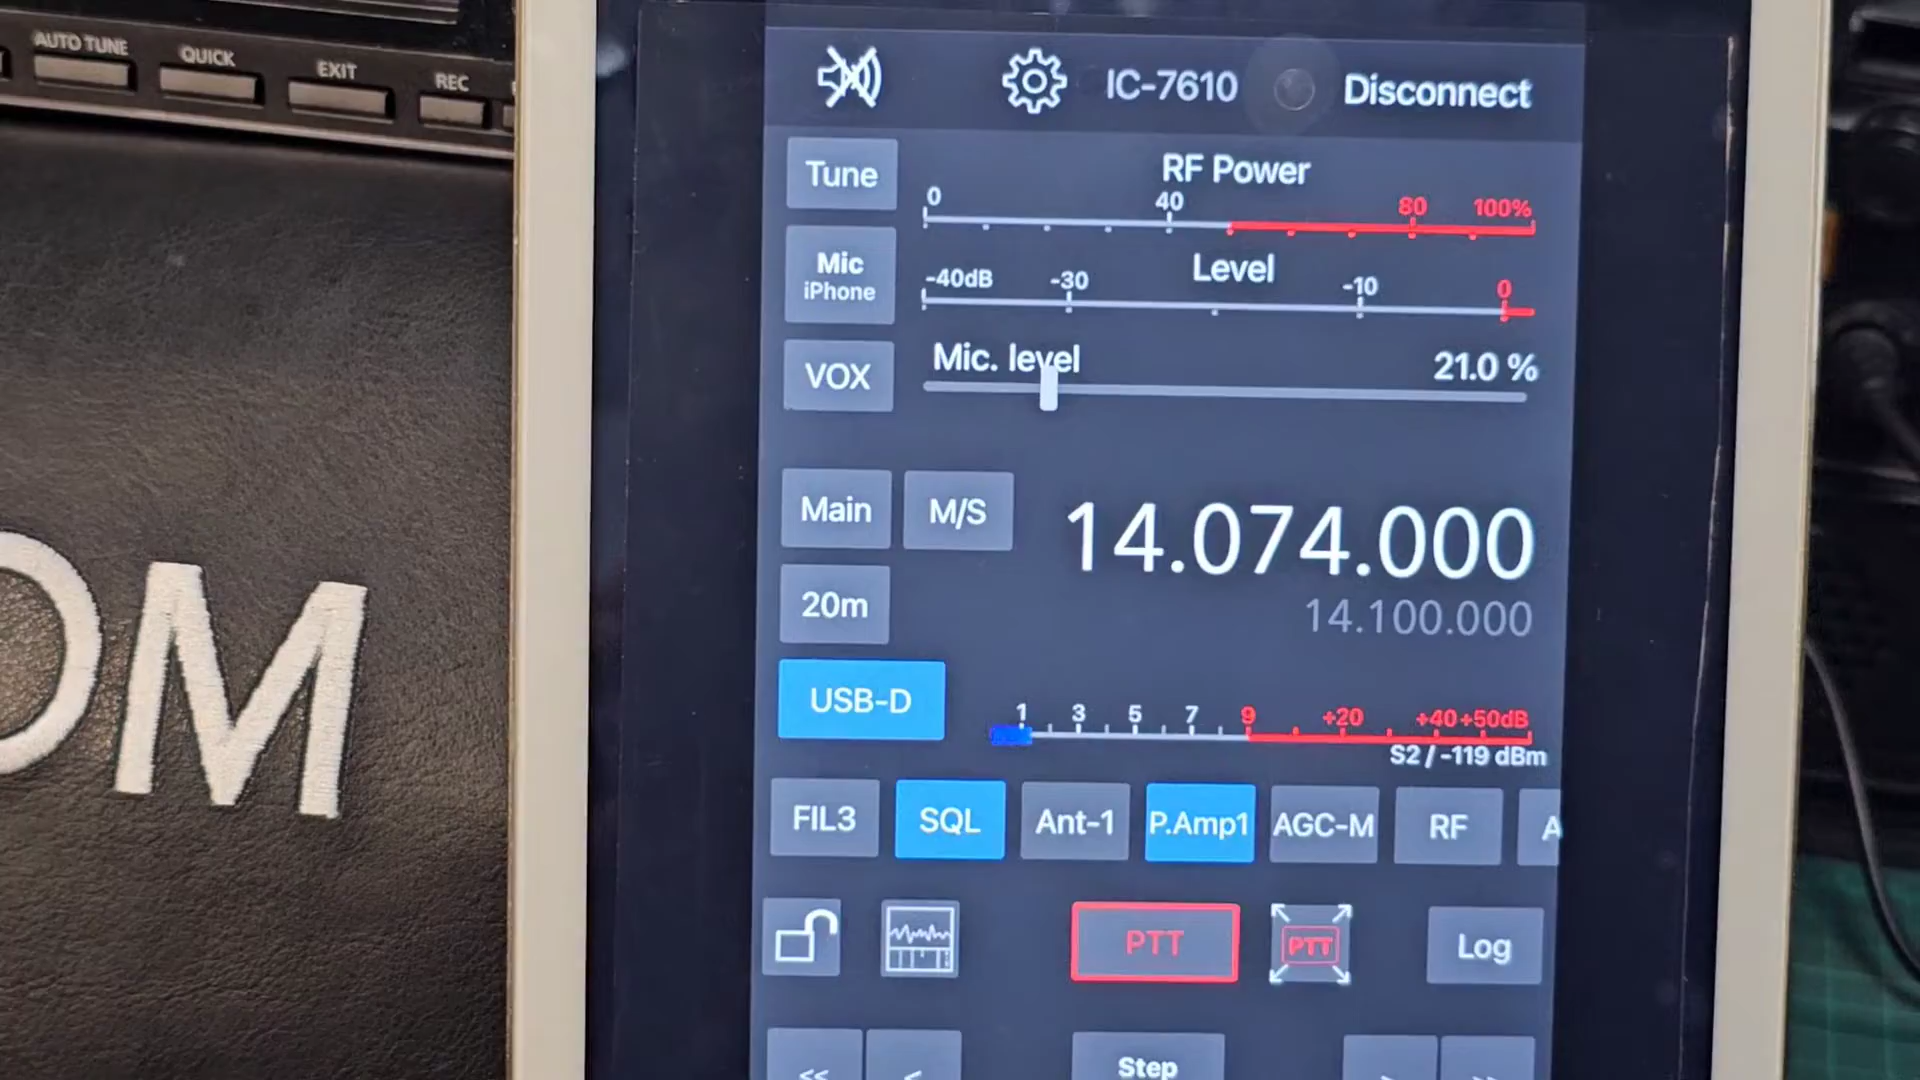 AUTO TUNE
QUICK
EXIT
REC
OM
IC-7610
Disconnect
Tune
RF Power
0 40 80 100%
Mic
iPhone
Level
-40dB -30 -10 0
VOX
Mic. level 21.0 %
Main
M/S
14.074.000
20m
14.100.000
USB-D
1 3 5 7 9 +20 +40 +50dB
S2 / -119 dBm
FIL3
SQL
Ant-1
P.Amp1
AGC-M
RF
A
PTT
PTT
Log
<< < Step > >>